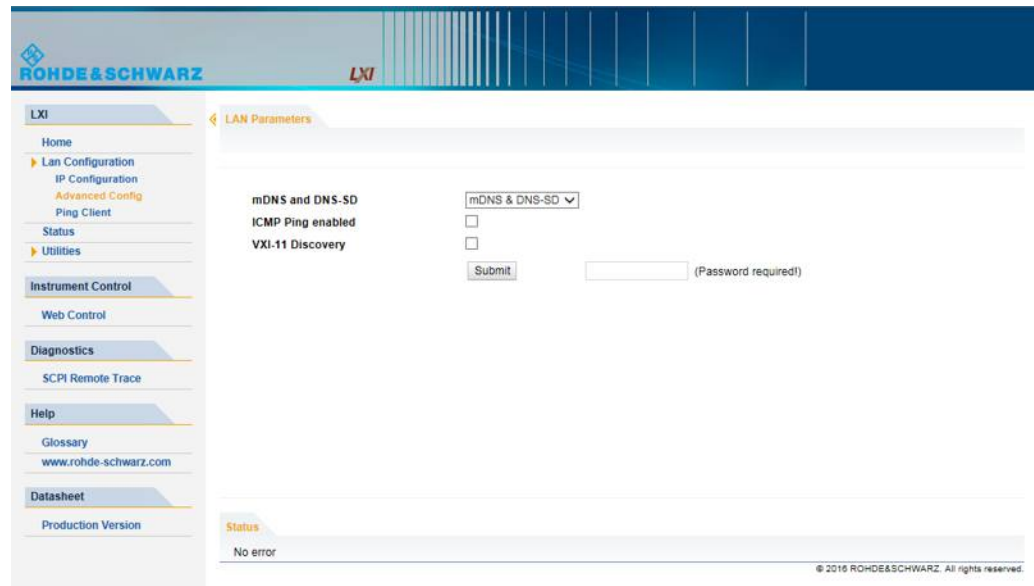 ROHDE&SCHWARZ
LXI
LXI
Home
Lan Configuration
IP Configuration
Advanced Config
Ping Client
Status
Utilities
Instrument Control
Web Control
Diagnostics
SCPI Remote Trace
Help
Glossary
www.rohde-schwarz.com
Datasheet
Production Version
LAN Parameters
mDNS and DNS-SD mDNS & DNS-SD
ICMP Ping enabled
VXI-11 Discovery
Submit (Password required!)
Status
No error
© 2016 ROHDE&SCHWARZ. All rights reserved.